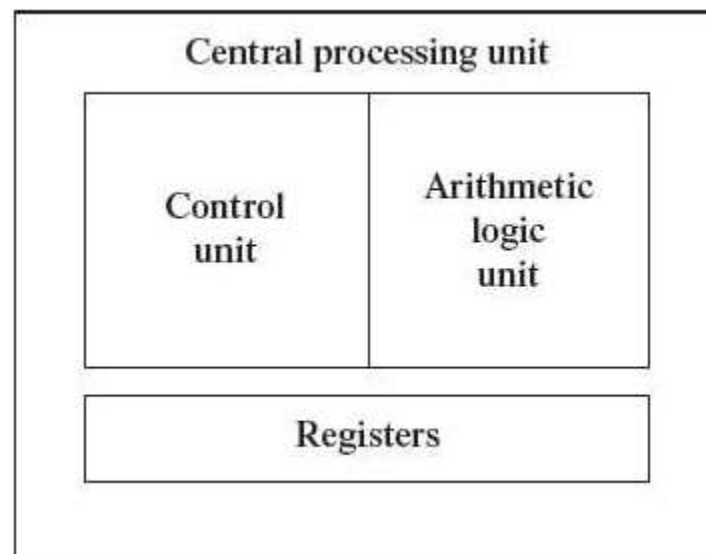 Central processing unit
Control
unit
Arithmetic
logic
unit
Registers